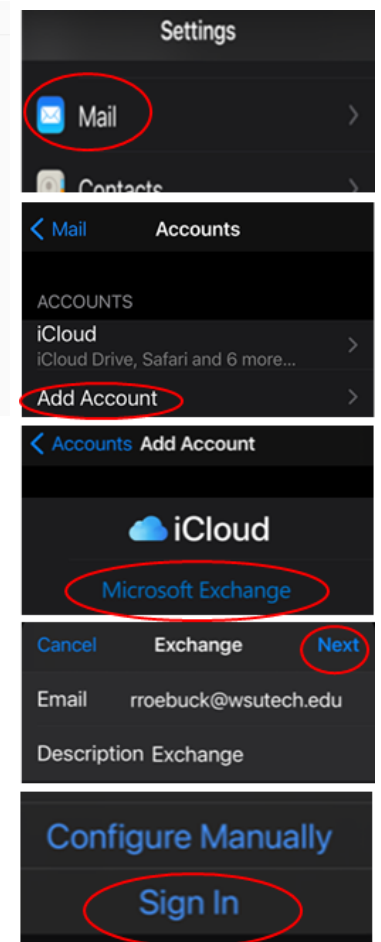 Settings
Mail
Contacts
Mail Accounts
ACCOUNTS
iCloud
iCloud Drive, Safari and 6 more...
Add Account
Accounts Add Account
iCloud
Microsoft Exchange
Cancel Exchange Next
Email rroebuck@wsutech.edu
Description Exchange
Configure Manually
Sign In